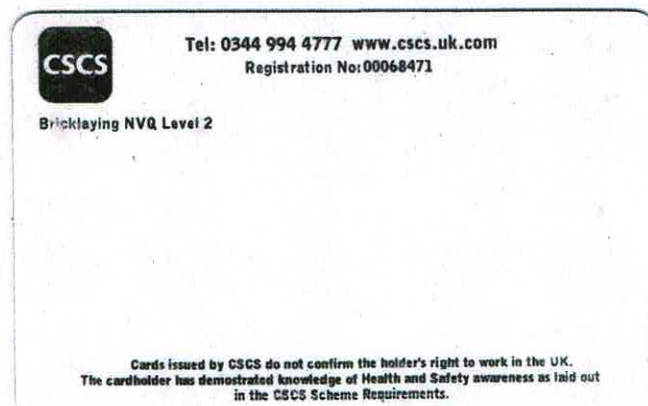 CSCS
Tel: 0344 994 4777 www.cscs.uk.com
Registration No:00068471
Bricklaying NVQ Level 2
Cards issued by CSCS do not confirm the holder's right to work in the UK.
The cardholder has demostrated knowledge of Health and Safety awareness as laid out
in the CSCS Scheme Requirements.